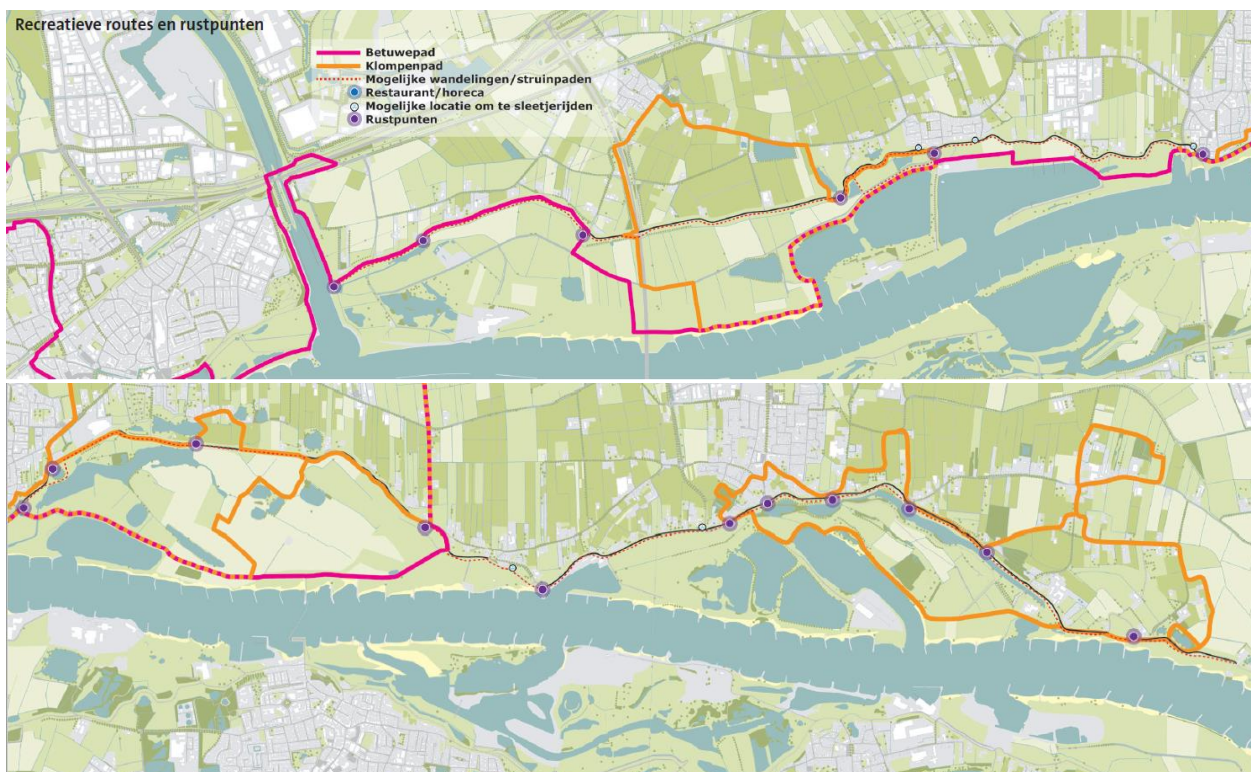 Recreatieve routes en rustpunten
Betuwepad
Klompenpad
Mogelijke wandelingen/struinpaden
Restaurant/horeca
Mogelijke locatie om te sleetjerijden
Rustpunten